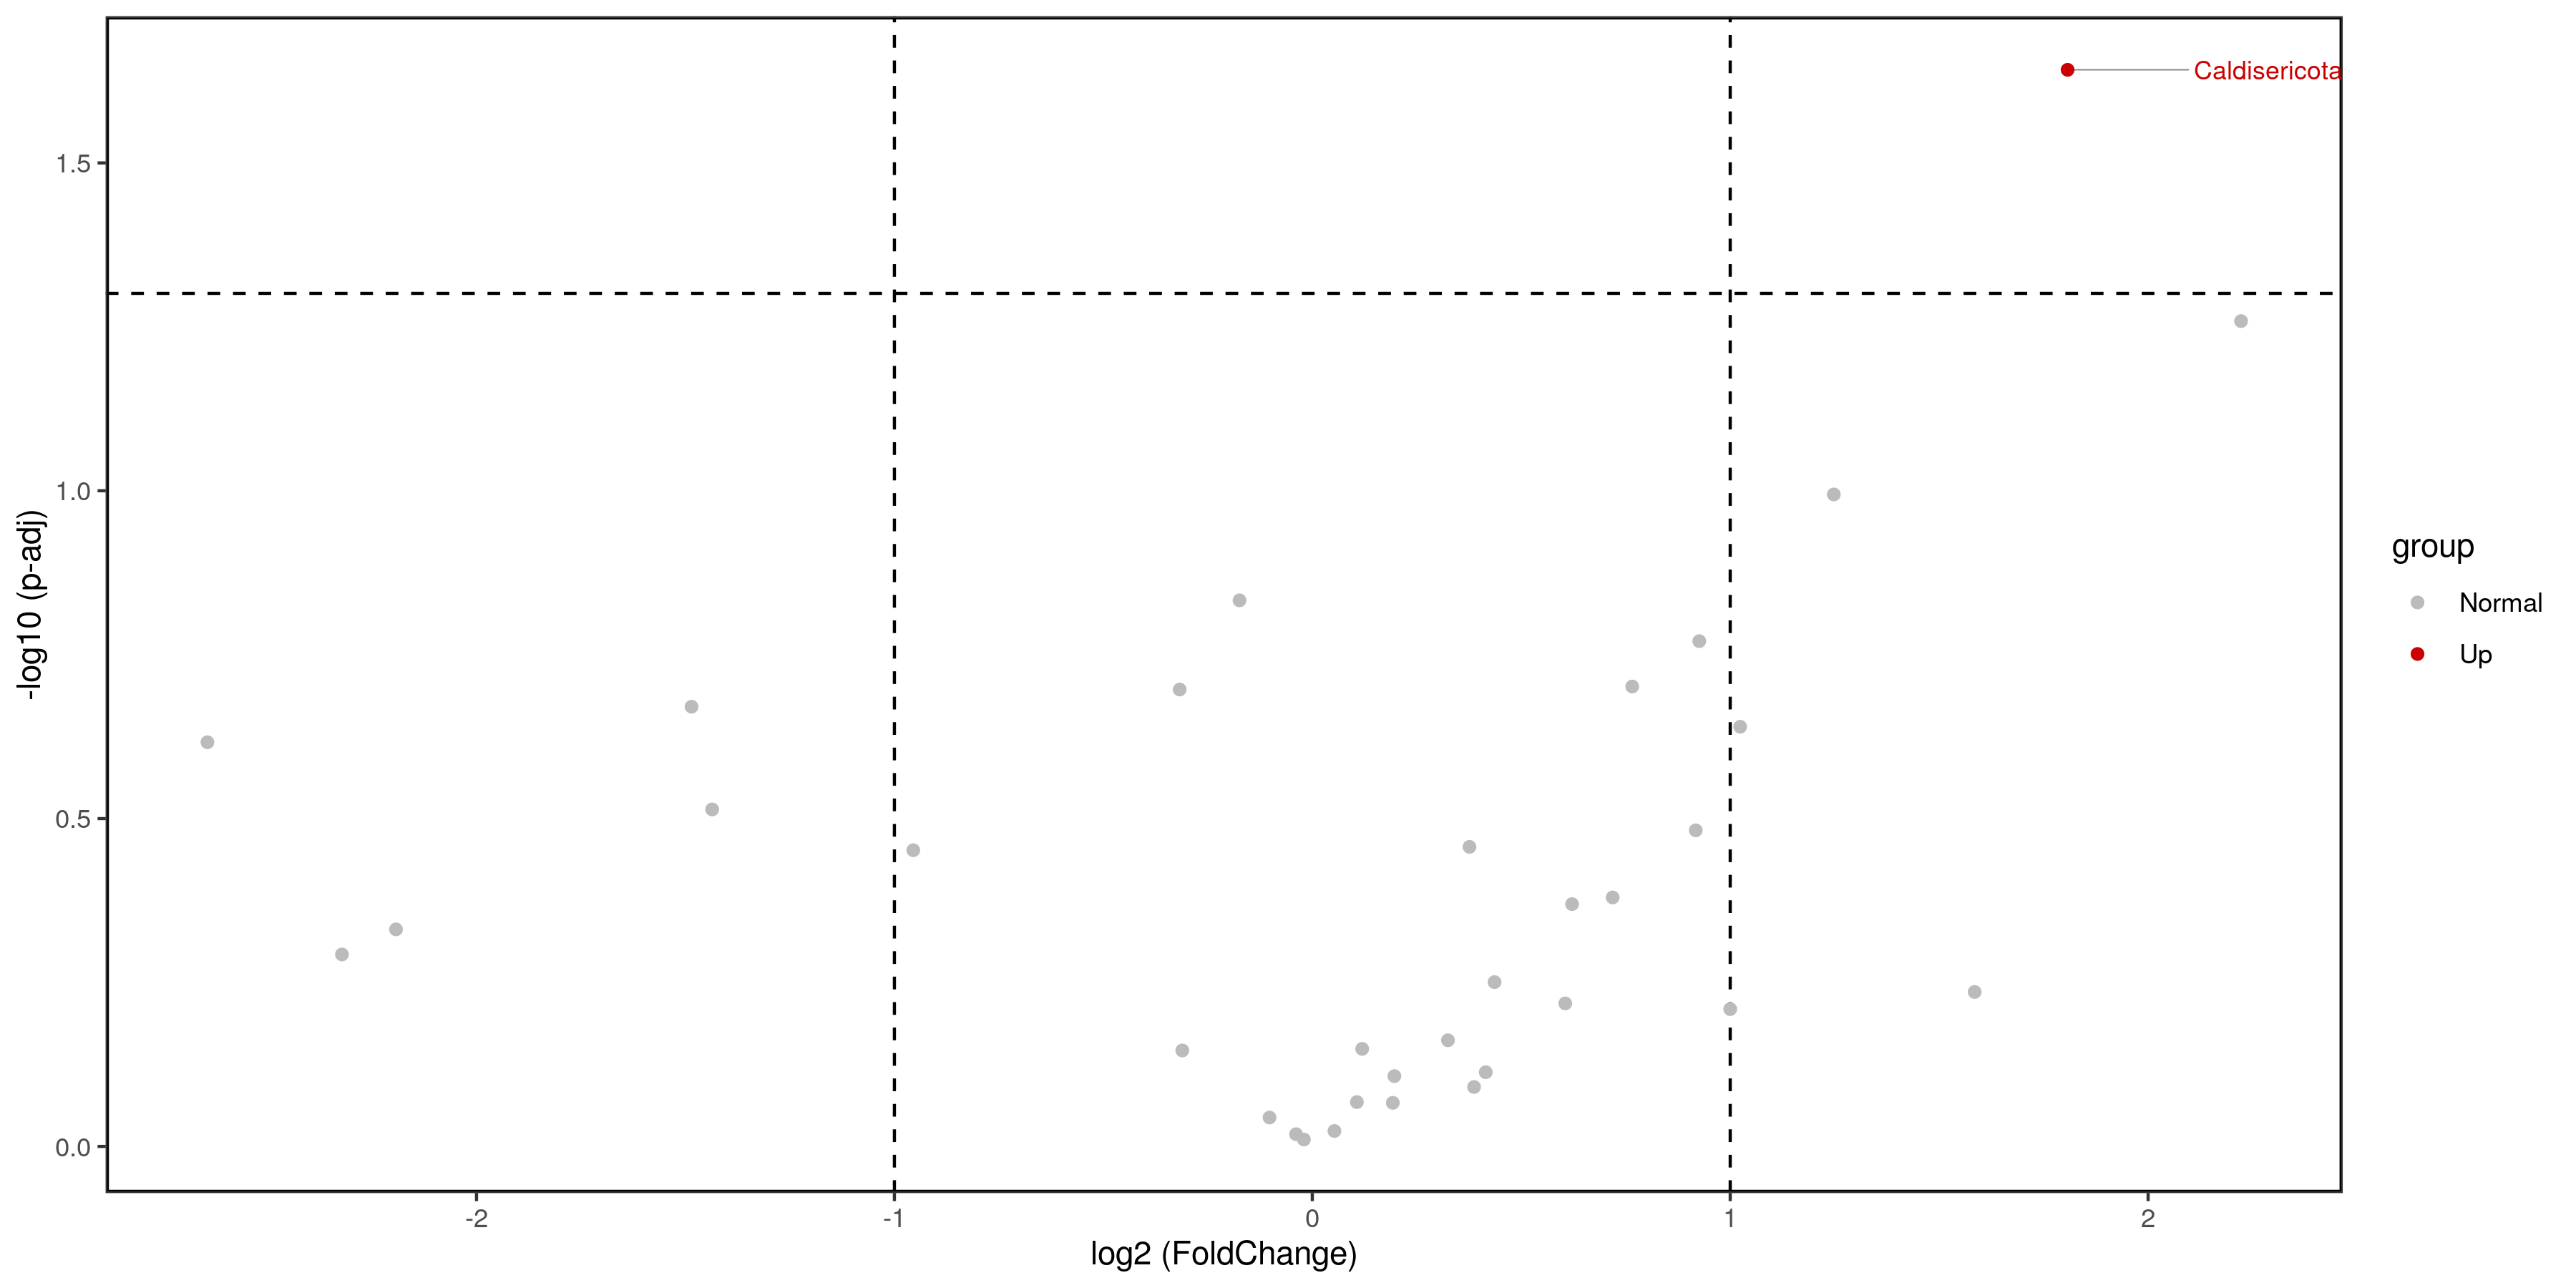 Caldisericota
1.5
1.0
0.5
0.0
-log10 (p-adj)
-2
-1
0
1
2
log2 (FoldChange)
group
Normal
Up